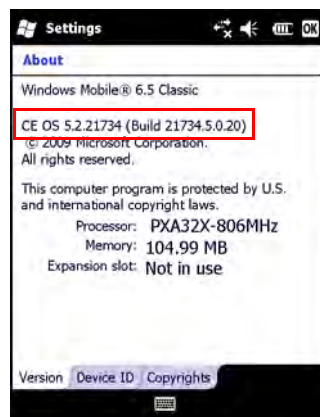 Settings
OK
About
Windows Mobile® 6.5 Classic
CE OS 5.2.21734 (Build 21734.5.0.20)
© 2009 Microsoft Corporation.
All rights reserved.
This computer program is protected by U.S.
and international copyright laws.
Processor: PXA32X-806MHz
Memory: 104.99 MB
Expansion slot: Not in use
Version Device ID Copyrights